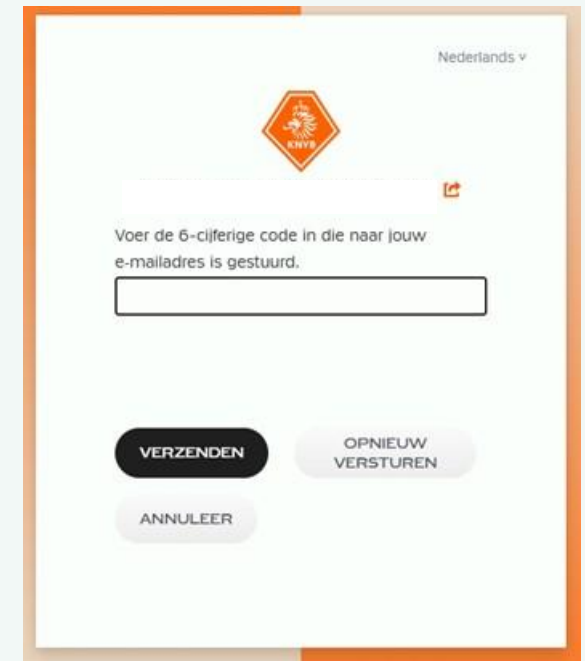 Nederlands v
KNVB
Voer de 6-cijferige code in die naar jouw
e-mailadres is gestuurd.
VERZENDEN
OPNIEUW
VERSTUREN
ANNULEER